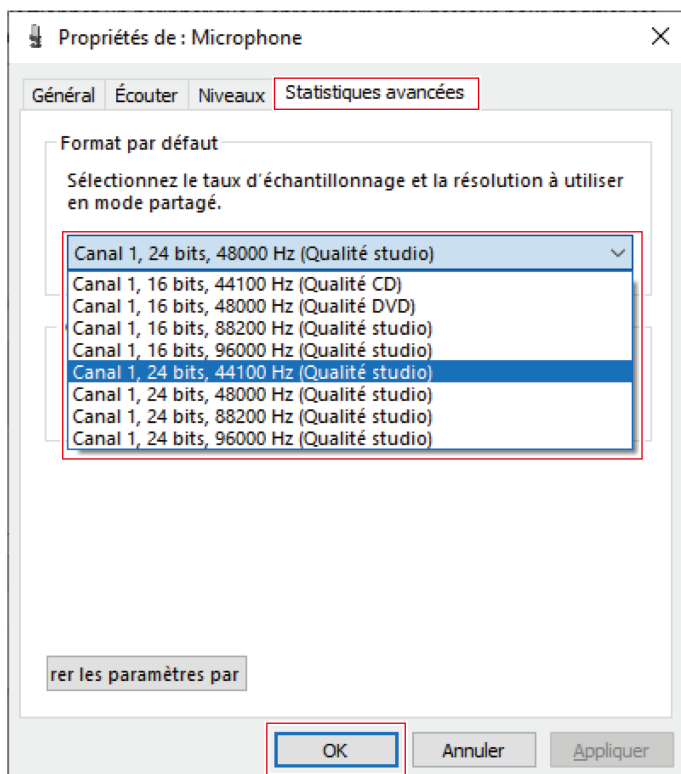 Propriétés de : Microphone
Général Écouter Niveaux Statistiques avancées
Format par défaut
Sélectionnez le taux d'échantillonnage et la résolution à utiliser
en mode partagé.
Canal 1, 24 bits, 48000 Hz (Qualité studio)
Canal 1, 16 bits, 44100 Hz (Qualité CD)
Canal 1, 16 bits, 48000 Hz (Qualité DVD)
Canal 1, 16 bits, 88200 Hz (Qualité studio)
Canal 1, 16 bits, 96000 Hz (Qualité studio)
Canal 1, 24 bits, 44100 Hz (Qualité studio)
Canal 1, 24 bits, 48000 Hz (Qualité studio)
Canal 1, 24 bits, 88200 Hz (Qualité studio)
Canal 1, 24 bits, 96000 Hz (Qualité studio)
rer les paramètres par
OK Annuler Appliquer